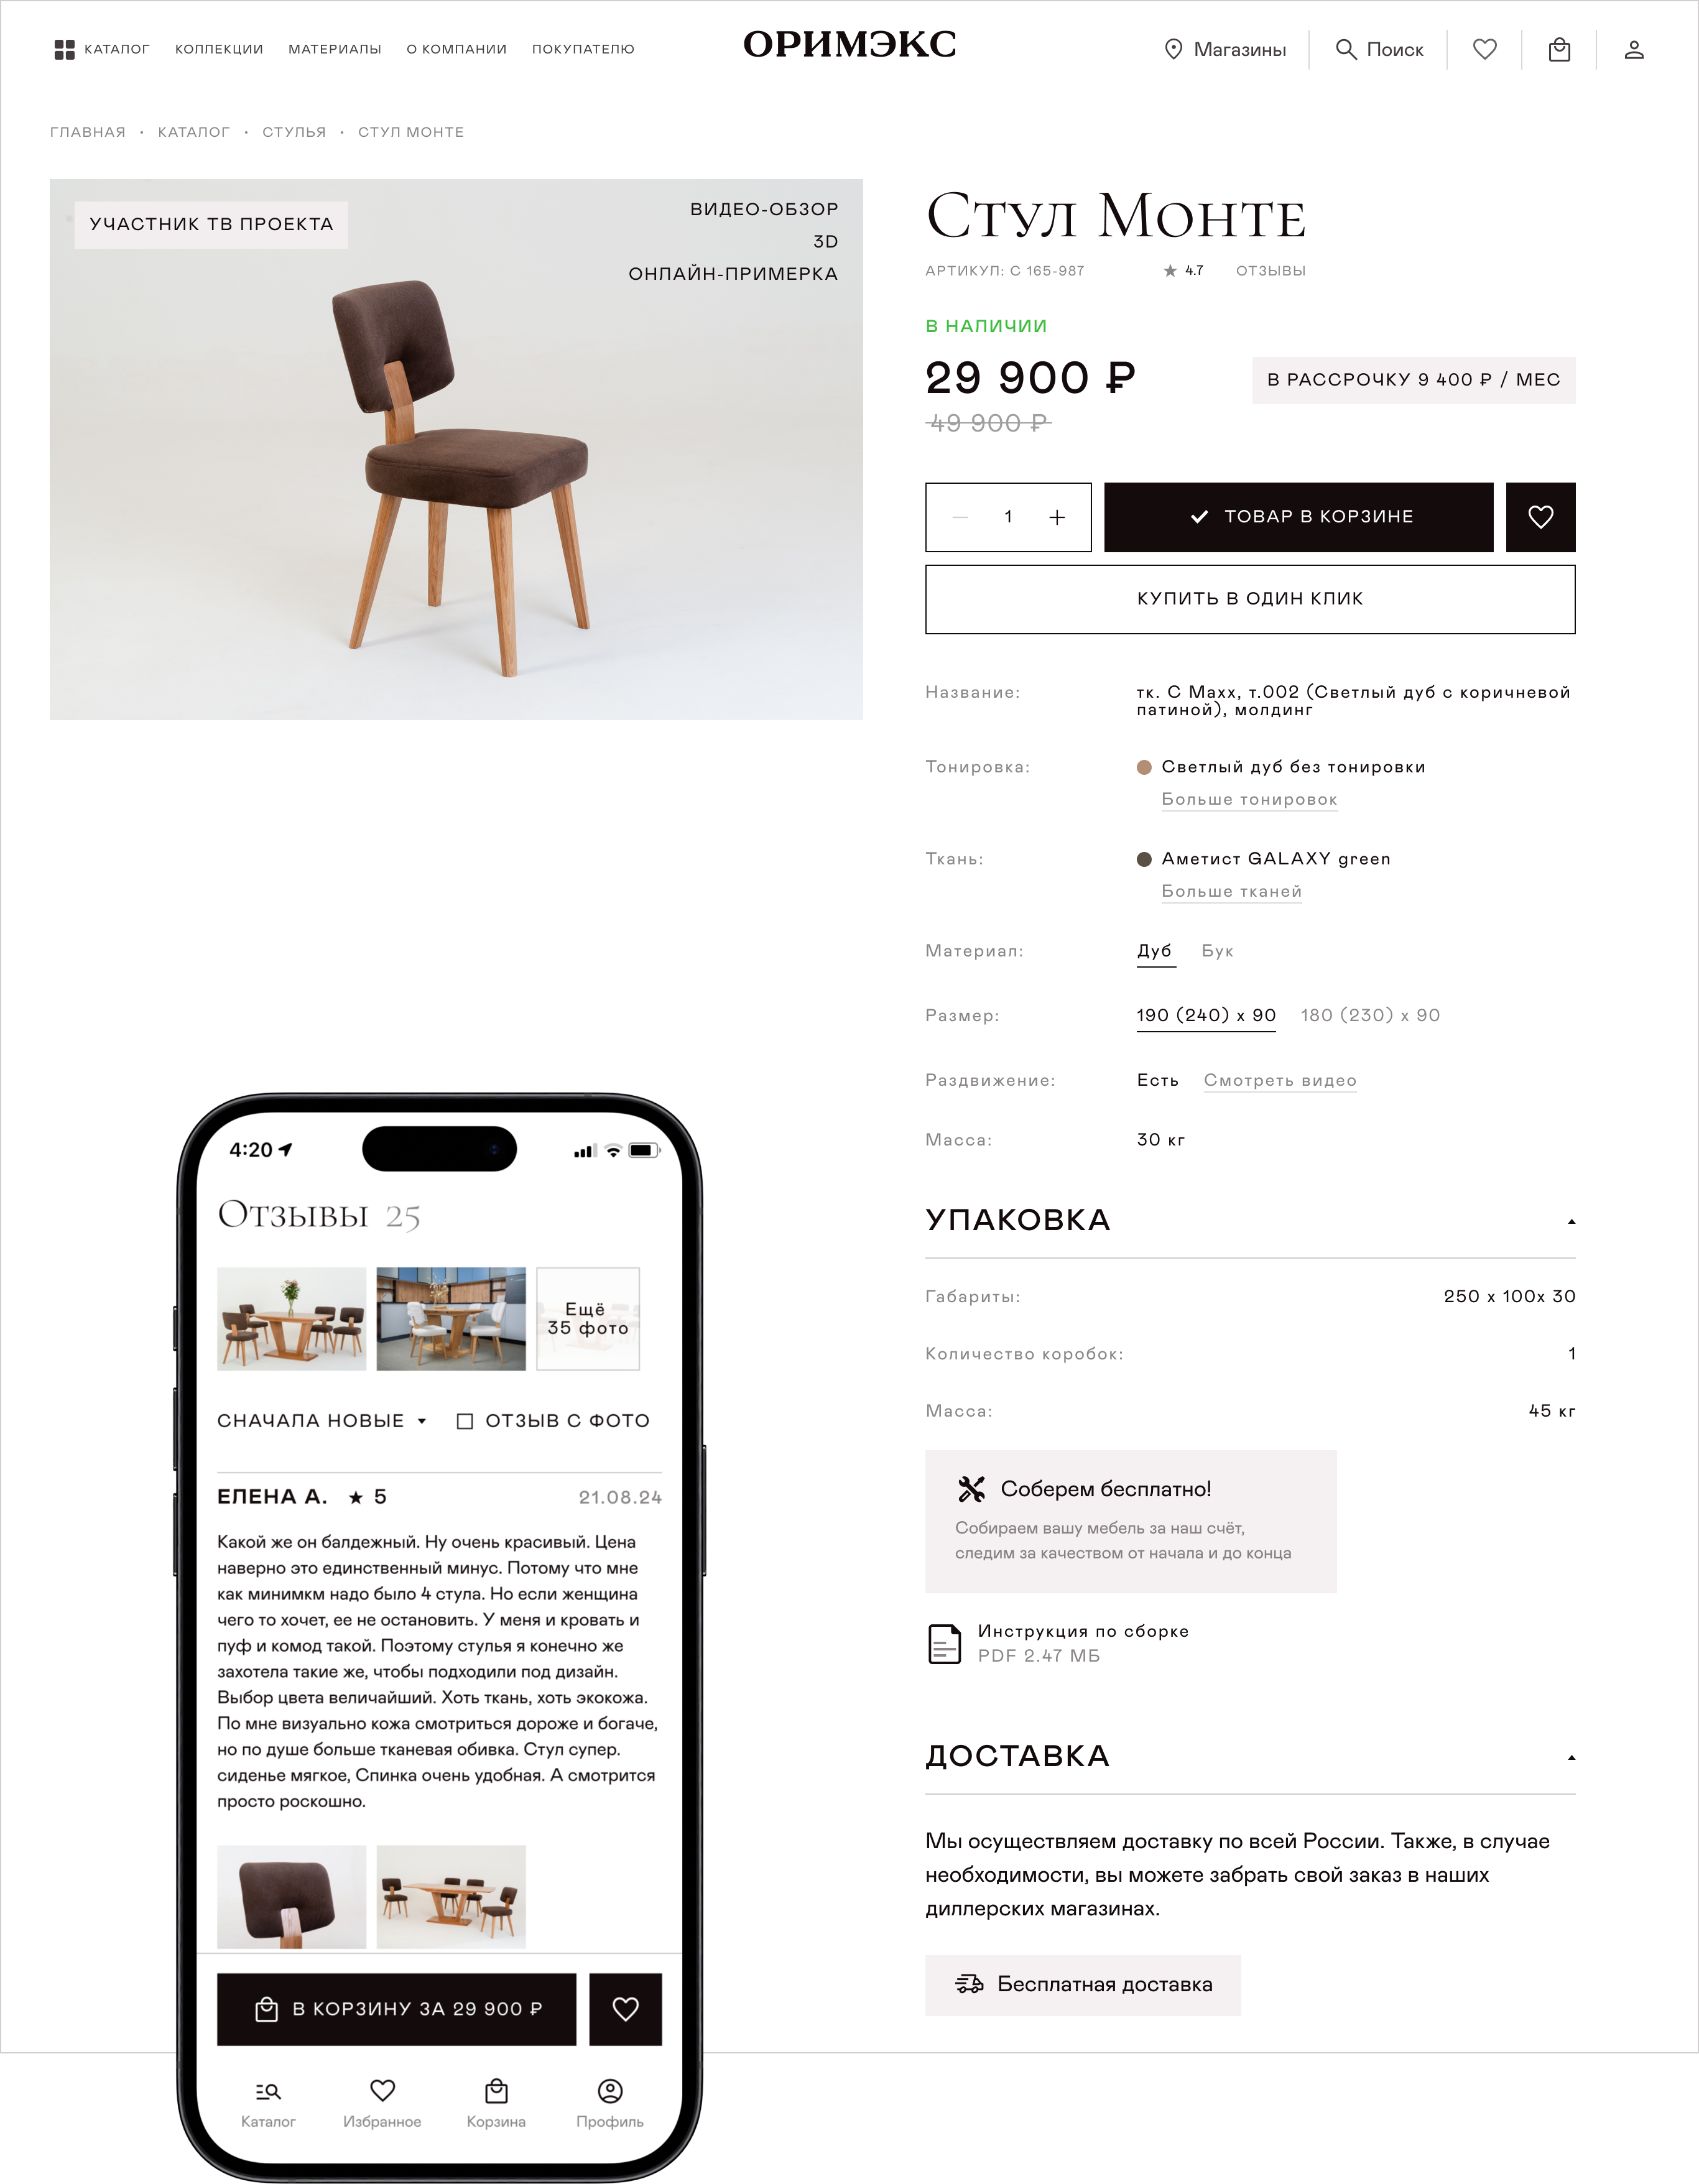 КАТАЛОГ КОЛЛЕКЦИИ МАТЕРИАЛЫ О КОМПАНИИ ПОКУПАТЕЛЮ
ОРИМЭКС
Магазины Поиск
ГЛАВНАЯ • КАТАЛОГ • СТУЛЬЯ • СТУЛ МОНТЕ
УЧАСТНИК ТВ ПРОЕКТА
ВИДЕО-ОБЗОР
3D
ОНЛАЙН-ПРИМЕРКА
Стул Монте
АРТИКУЛ: С 165-987 ★ 4.7 ОТЗЫВЫ
В НАЛИЧИИ
29 900 ₽
В РАССРОЧКУ 9 400 ₽ / МЕС
49 900 ₽
— 1 +
ТОВАР В КОРЗИНЕ
КУПИТЬ В ОДИН КЛИК
Название: тк. C Maxx, т.002 (Светлый дуб с коричневой
патиной), молдинг
Тонировка: Светлый дуб без тонировки
Больше тонировок
Ткань: Аметист GALAXY green
Больше тканей
Материал: Дуб Бук
Размер: 190 (240) x 90 180 (230) x 90
Раздвижение: Есть Смотреть видео
Масса: 30 кг
УПАКОВКА
Габариты: 250 x 100x 30
Количество коробок: 1
Масса: 45 кг
Соберем бесплатно!
Собираем вашу мебель за наш счёт,
следим за качеством от начала и до конца
Инструкция по сборке
PDF 2.47 МБ
ДОСТАВКА
Мы осуществляем доставку по всей России. Также, в случае
необходимости, вы можете забрать свой заказ в наших
диллерских магазинах.
Бесплатная доставка
4:20
Отзывы 25
Ещё
35 фото
СНАЧАЛА НОВЫЕ ОТЗЫВ С ФОТО
ЕЛЕНА А. ★ 5 21.08.24
Какой же он балдежный. Ну очень красивый. Цена
наверно это единственный минус. Потому что мне
как минимкм надо было 4 стула. Но если женщина
чего то хочет, ее не остановить. У меня и кровать и
пуф и комод такой. Поэтому стулья я конечно же
захотела такие же, чтобы подходили под дизайн.
Выбор цвета величайший. Хоть ткань, хоть экокожа.
По мне визуально кожа смотриться дороже и богаче,
но по душе больше тканевая обивка. Стул супер.
сиденье мягкое, Спинка очень удобная. А смотрится
просто роскошно.
В КОРЗИНУ ЗА 29 900 ₽
Каталог Избранное Корзина Профиль